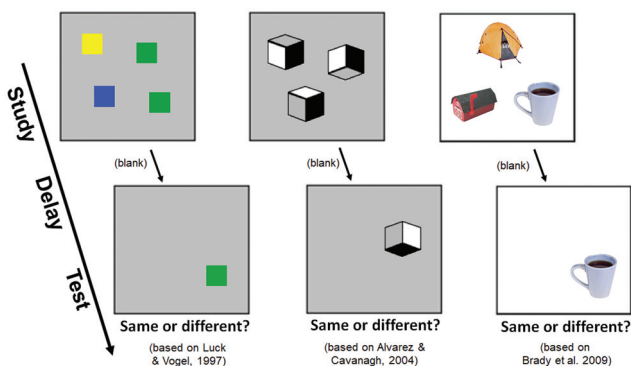 Study
Delay
Test
(blank)
(blank)
(blank)
Same or different?
(based on Luck
& Vogel, 1997)
Same or different?
(based on Alvarez &
Cavanagh, 2004)
Same or different?
(based on
Brady et al. 2009)